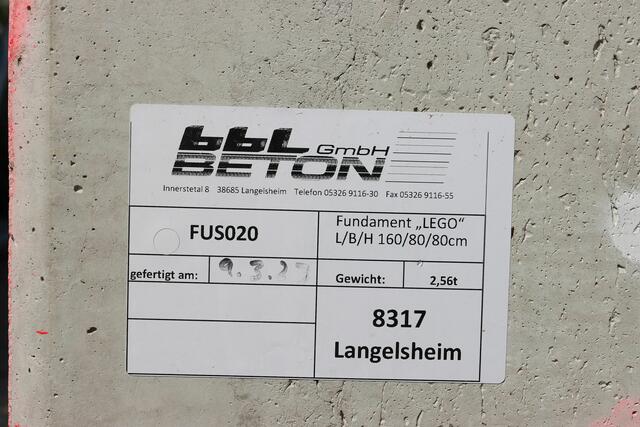 bbL GmbH
BETON
Innerstetal 8 38685 Langelsheim Telefon 05326 9116-30 Fax 05326 9116-55
FUS020
Fundament „LEGO“
L/B/H 160/80/80cm
gefertigt am:
Gewicht: 2,56t
8317
Langelsheim